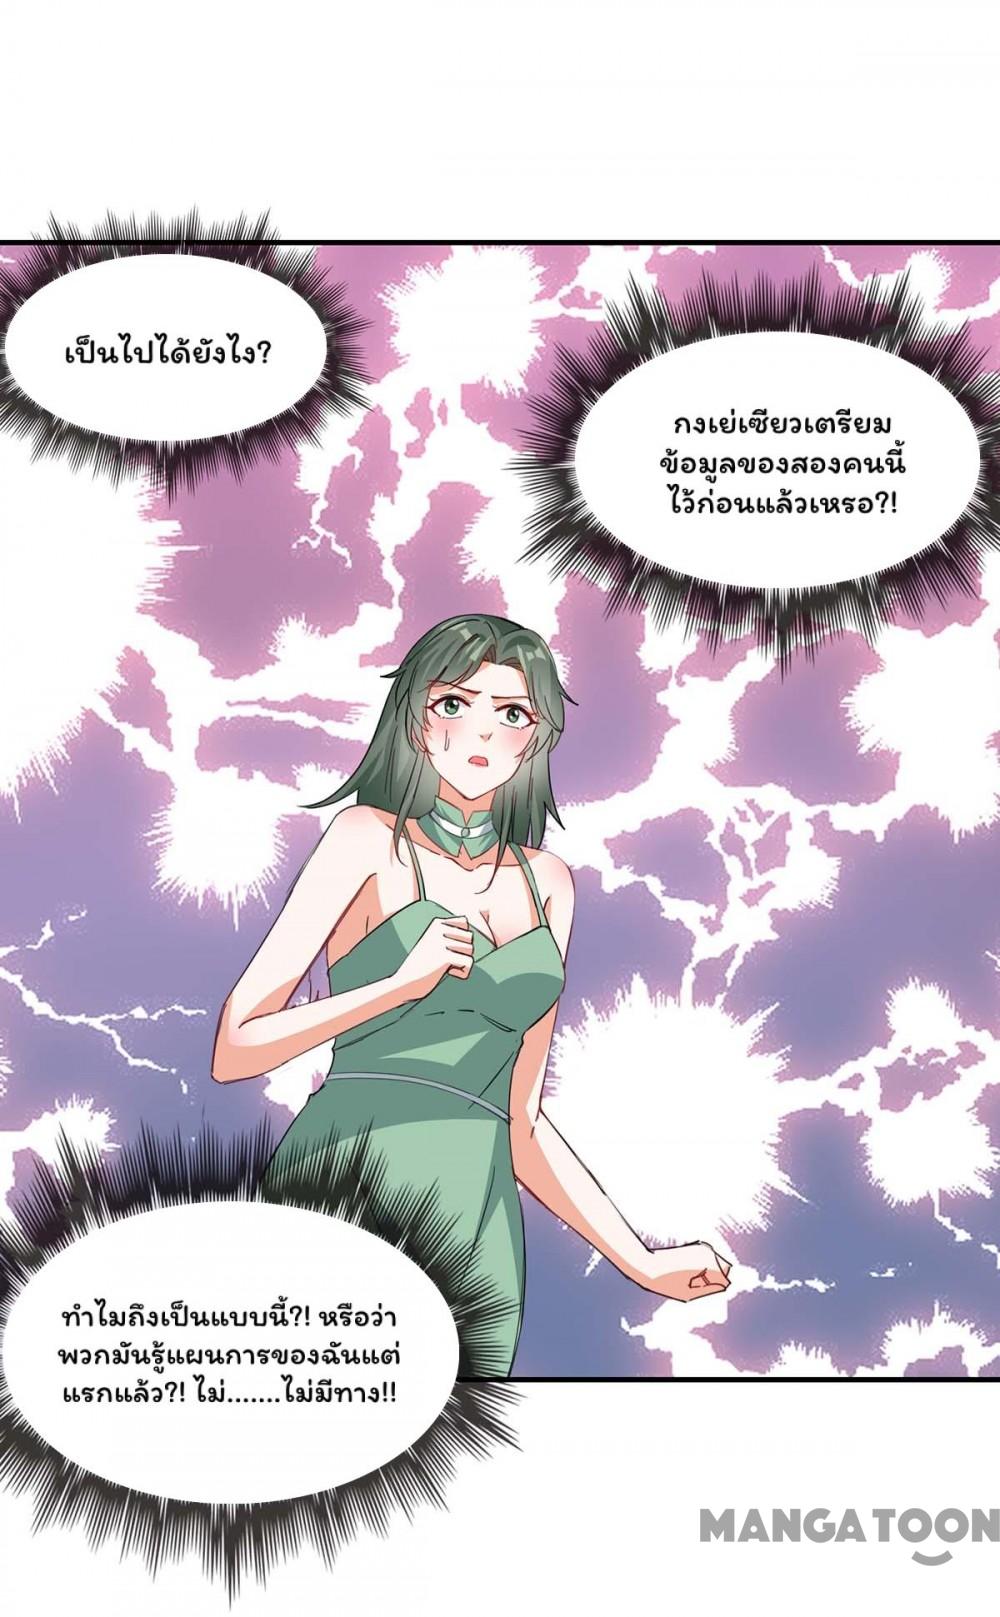 เป็นไปได้ยังไง?
กงเย่เซียวเตรียม
ข้อมูลของสองคนนี้
ไว้ก่อนแล้วเหรอ?!
ทำไมถึงเป็นแบบนี้?! หรือว่า
พวกมันรู้แผนการของฉันแต่
แรกแล้ว?! ไม่.......ไม่มีทาง!!
MANGATOON